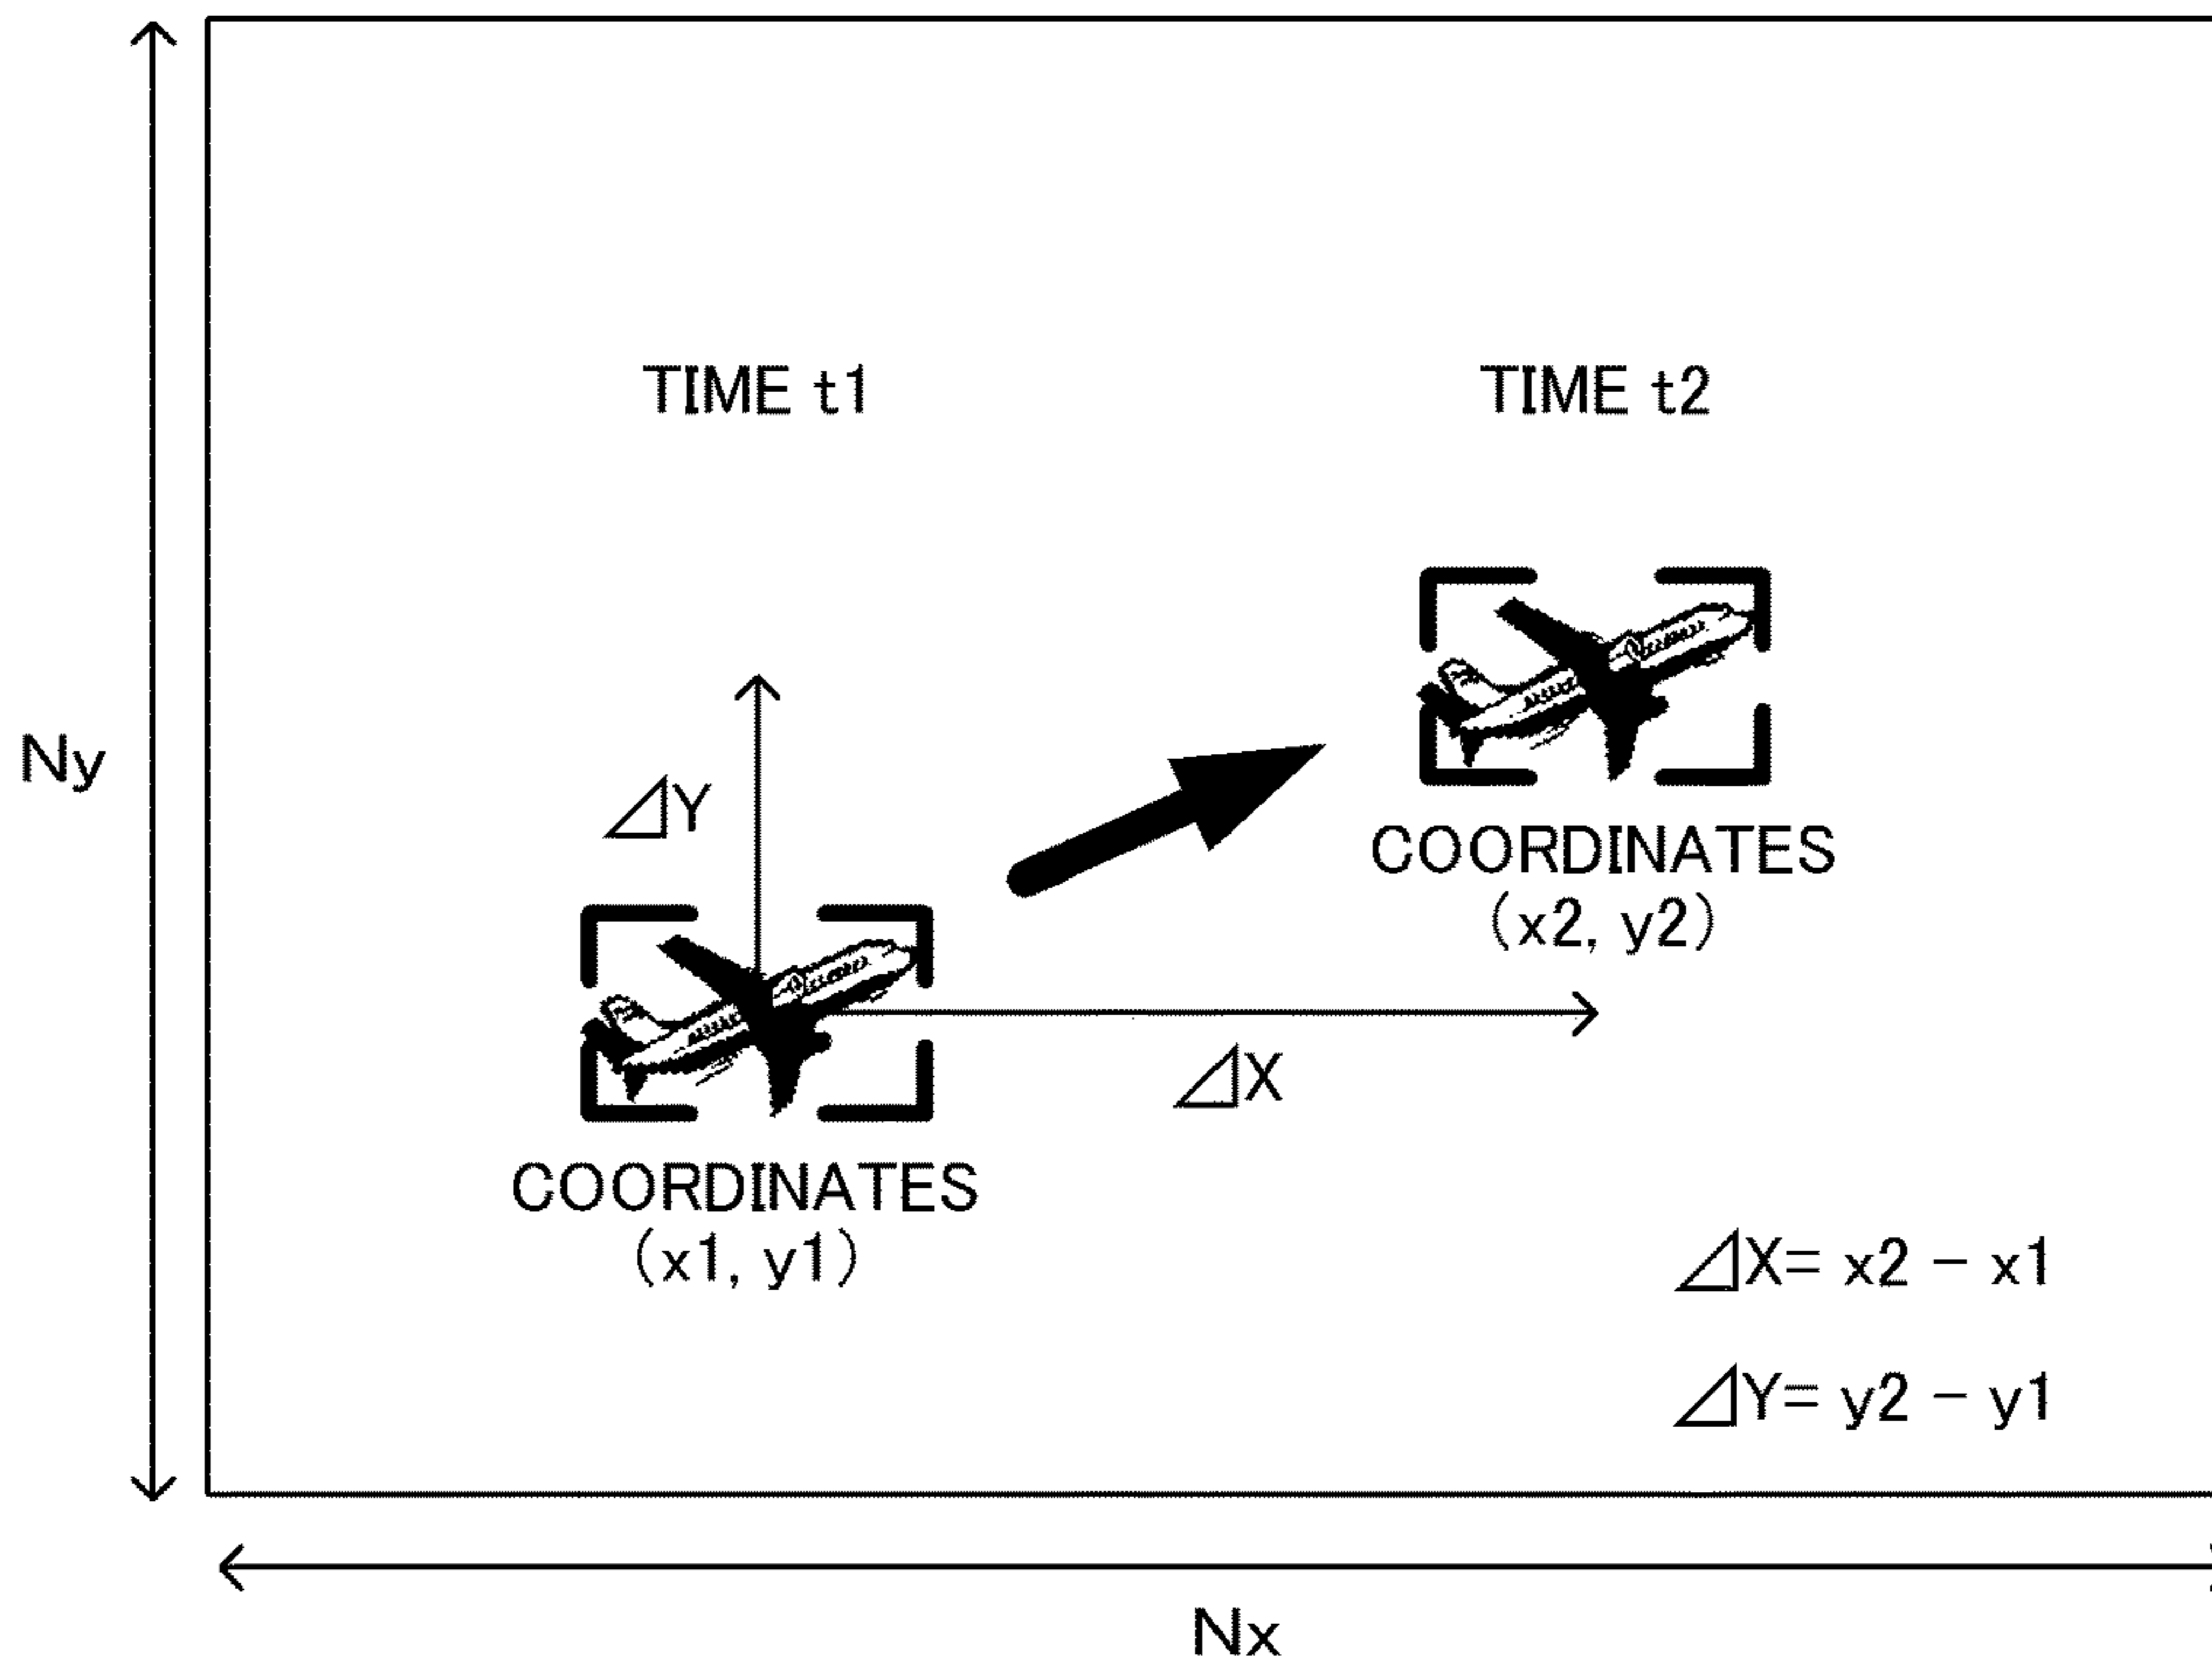 TIME t1
TIME t2
Ny
⊿Y
COORDINATES
(x2, y2)
⊿X
COORDINATES
(x1, y1)
⊿X= x2 − x1
⊿Y= y2 − y1
Nx